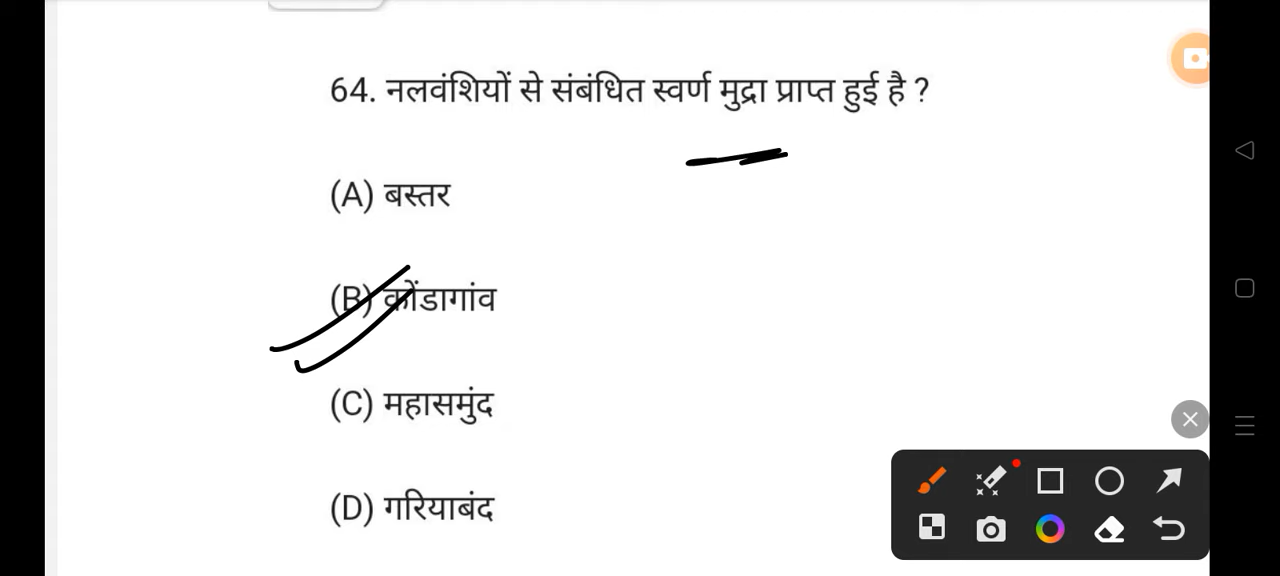 64. नलवंशियों से संबंधित स्वर्ण मुद्रा प्राप्त हुई है ?
(A) बस्तर
(B) कोंडागांव
(C) महासमुंद
(D) गरियाबंद